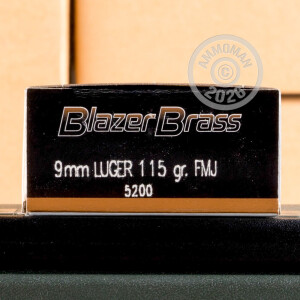 AMMOMAN
©
2026
Blazer Brass
9mm LUGER 115 gr. FMJ
5200